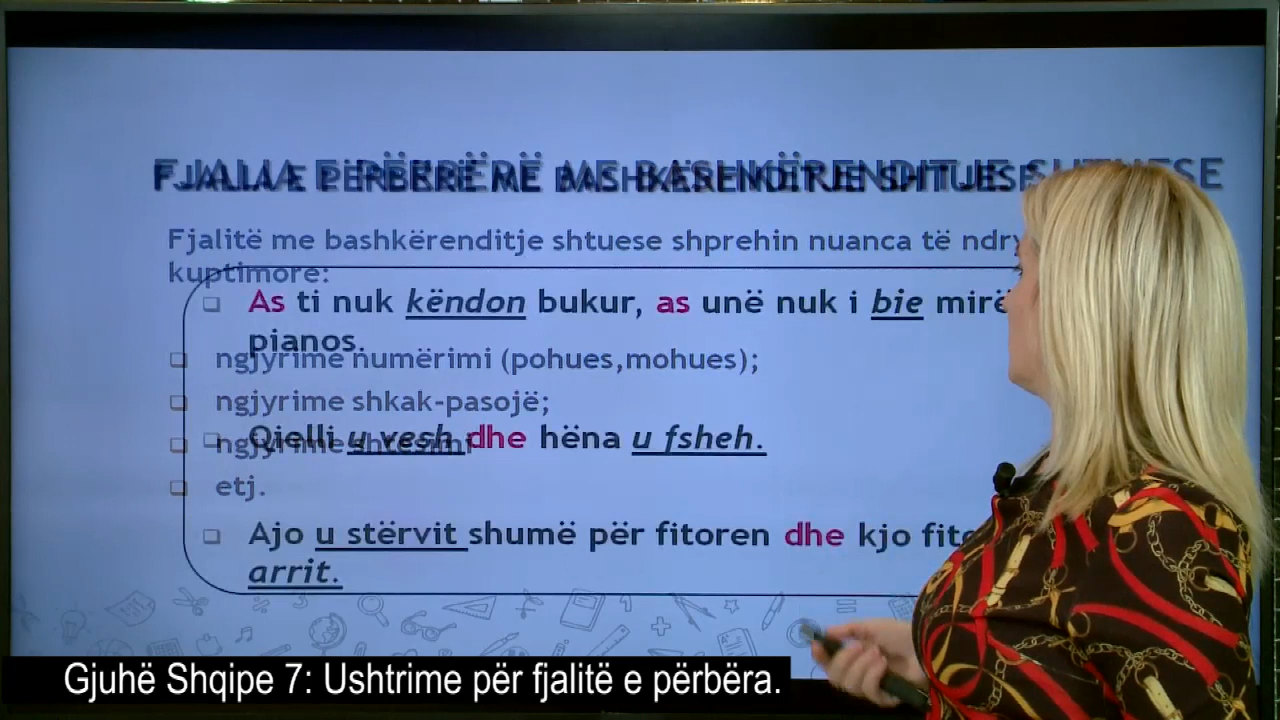 FJALIA E PËRBËRË ME BASHKËRENDITJE SHTUESE
Fjalitë me bashkërenditje shtuese shprehin nuanca të
kuptimore:
As ti nuk këndon bukur, as unë nuk i bie mirë
pianos.
ngjyrime numërimi (pohues,mohues);
ngjyrime shkak-pasojë;
Qielli u vesh dhe hëna u fsheh.
ngjyrime shtesimi
etj.
Ajo u stërvit shumë për fitoren dhe kjo
arrit.
Gjuhë Shqipe 7: Ushtrime për fjalitë e përbëra.